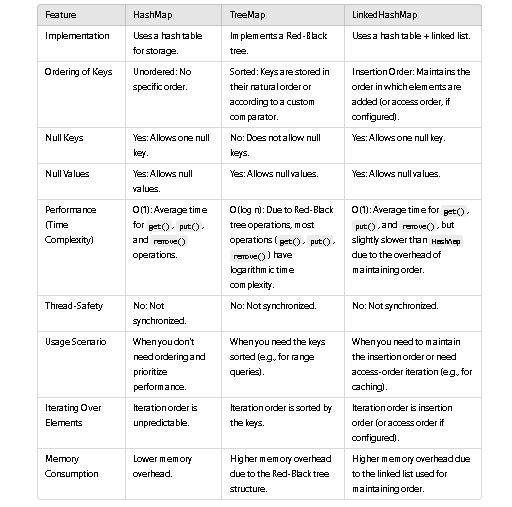 Feature HashMap TreeMap LinkedHashMap
Implementation Uses a hash table Implements a Red-Black Uses a hash table + linked list.
for storage. tree.
Ordering of Keys Unordered: No Sorted: Keys are stored in Insertion Order: Maintains the
specific order. their natural order or order in which elements are
according to a custom added (or access order, if
comparator. configured).
Null Keys Yes: Allows one null No: Does not allow null Yes: Allows one null key.
key. keys.
Null Values Yes: Allows null Yes: Allows null values. Yes: Allows null values.
values.
Performance O(1): Average time O(log n): Due to Red-Black O(1): Average time for get(),
(Time for get(), put(), tree operations, most put(), and remove(), but
Complexity) and remove() operations (get(), put(), slightly slower than HashMap
operations. remove()) have due to the overhead of
logarithmic time maintaining order.
complexity.
Thread-Safety No: Not No: Not synchronized. No: Not synchronized.
synchronized.
Usage Scenario When you don't When you need the keys When you need to maintain
need ordering and sorted (e.g., for range the insertion order or need
prioritize queries). access-order iteration (e.g., for
performance. caching).
Iterating Over Iteration order is Iteration order is sorted by Iteration order is insertion
Elements unpredictable. the keys. order (or access order if
configured).
Memory Lower memory Higher memory overhead Higher memory overhead due
Consumption overhead. due to the Red-Black tree to the linked list used for
structure. maintaining order.